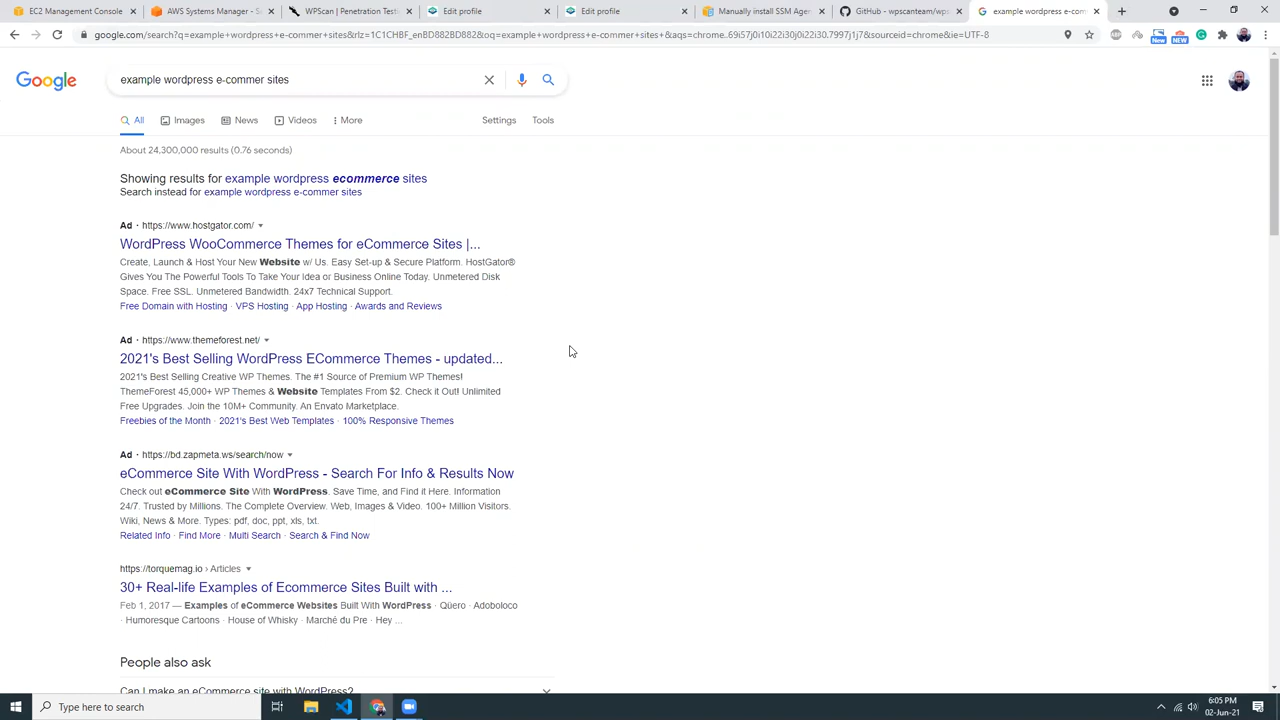 EC2 Management Console
AWS Systems Manager - S
WPScan | Penetration Test
Edit profile
Edit profile
Manually install SSM Agen
GitHub - wpscanteam/wp
example wordpress e-com
google.com/search?q=example+wordpress+e-commer+sites&rlz=1C1CHBF_enBD882BD882&oq=example+wordpress+e-commer+sites+&aqs=chrome..69i57j0i10i22i30j0i22i30.7997j1j7&sourceid=chrome&ie=UTF-8
New
NEW
Google
example wordpress e-commer sites
All
Images
News
Videos
More
Settings
Tools
About 24,300,000 results (0.76 seconds)
Showing results for example wordpress ecommerce sites
Search instead for example wordpress e-commer sites
Ad · https://www.hostgator.com/
WordPress WooCommerce Themes for eCommerce Sites |...
Create, Launch & Host Your New Website w/ Us. Easy Set-up & Secure Platform. HostGator®
Gives You The Powerful Tools To Take Your Idea or Business Online Today. Unmetered Disk
Space. Free SSL. Unmetered Bandwidth. 24x7 Technical Support.
Free Domain with Hosting · VPS Hosting · App Hosting · Awards and Reviews
Ad · https://www.themeforest.net/
2021's Best Selling WordPress ECommerce Themes - updated...
2021's Best Selling Creative WP Themes. The #1 Source of Premium WP Themes!
ThemeForest 45,000+ WP Themes & Website Templates From $2. Check it Out! Unlimited
Free Upgrades. Join the 10M+ Community. An Envato Marketplace.
Freebies of the Month · 2021's Best Web Templates · 100% Responsive Themes
Ad · https://bd.zapmeta.ws/search/now
eCommerce Site With WordPress - Search For Info & Results Now
Check out eCommerce Site With WordPress. Save Time, and Find it Here. Information
24/7. Trusted by Millions. The Complete Overview. Web, Images & Video. 100+ Million Visitors.
Wiki, News & More. Types: pdf, doc, ppt, xls, txt.
Related Info · Find More · Multi Search · Search & Find Now
https://torquemag.io › Articles
30+ Real-life Examples of Ecommerce Sites Built with ...
Feb 1, 2017 — Examples of eCommerce Websites Built With WordPress · Qüero · Adoboloco
· Humoresque Cartoons · House of Whisky · Marché du Pre · Hey ...
People also ask
Can I make an eCommerce site with WordPress?
Type here to search
6:05 PM
02-Jun-21